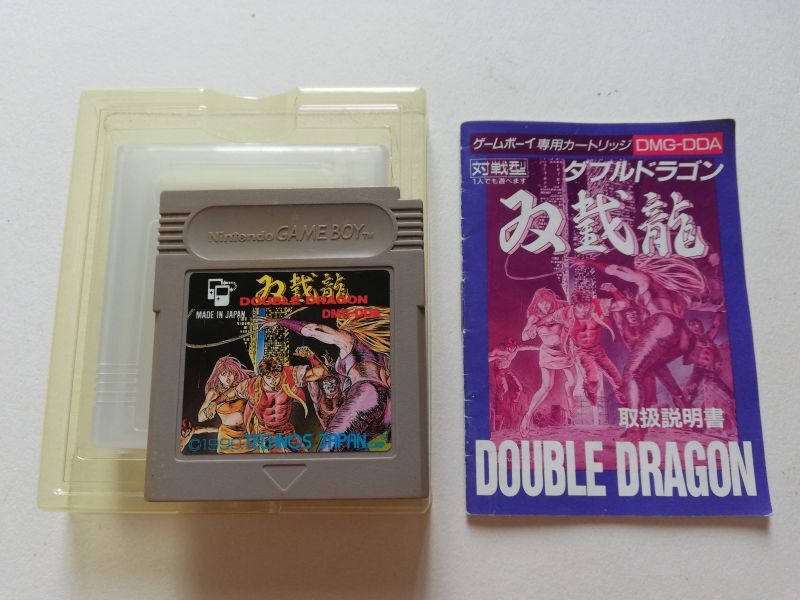 Nintendo GAME BOY TM
双截龍
DOUBLE DRAGON
DMG-DDA
MADE IN JAPAN
©1990 TECHNOS JAPAN
ゲームボーイ専用カートリッジ DMG-DDA
対戦型
1人でも遊べます
ダブルドラゴン
双截龍
取扱説明書
DOUBLE DRAGON